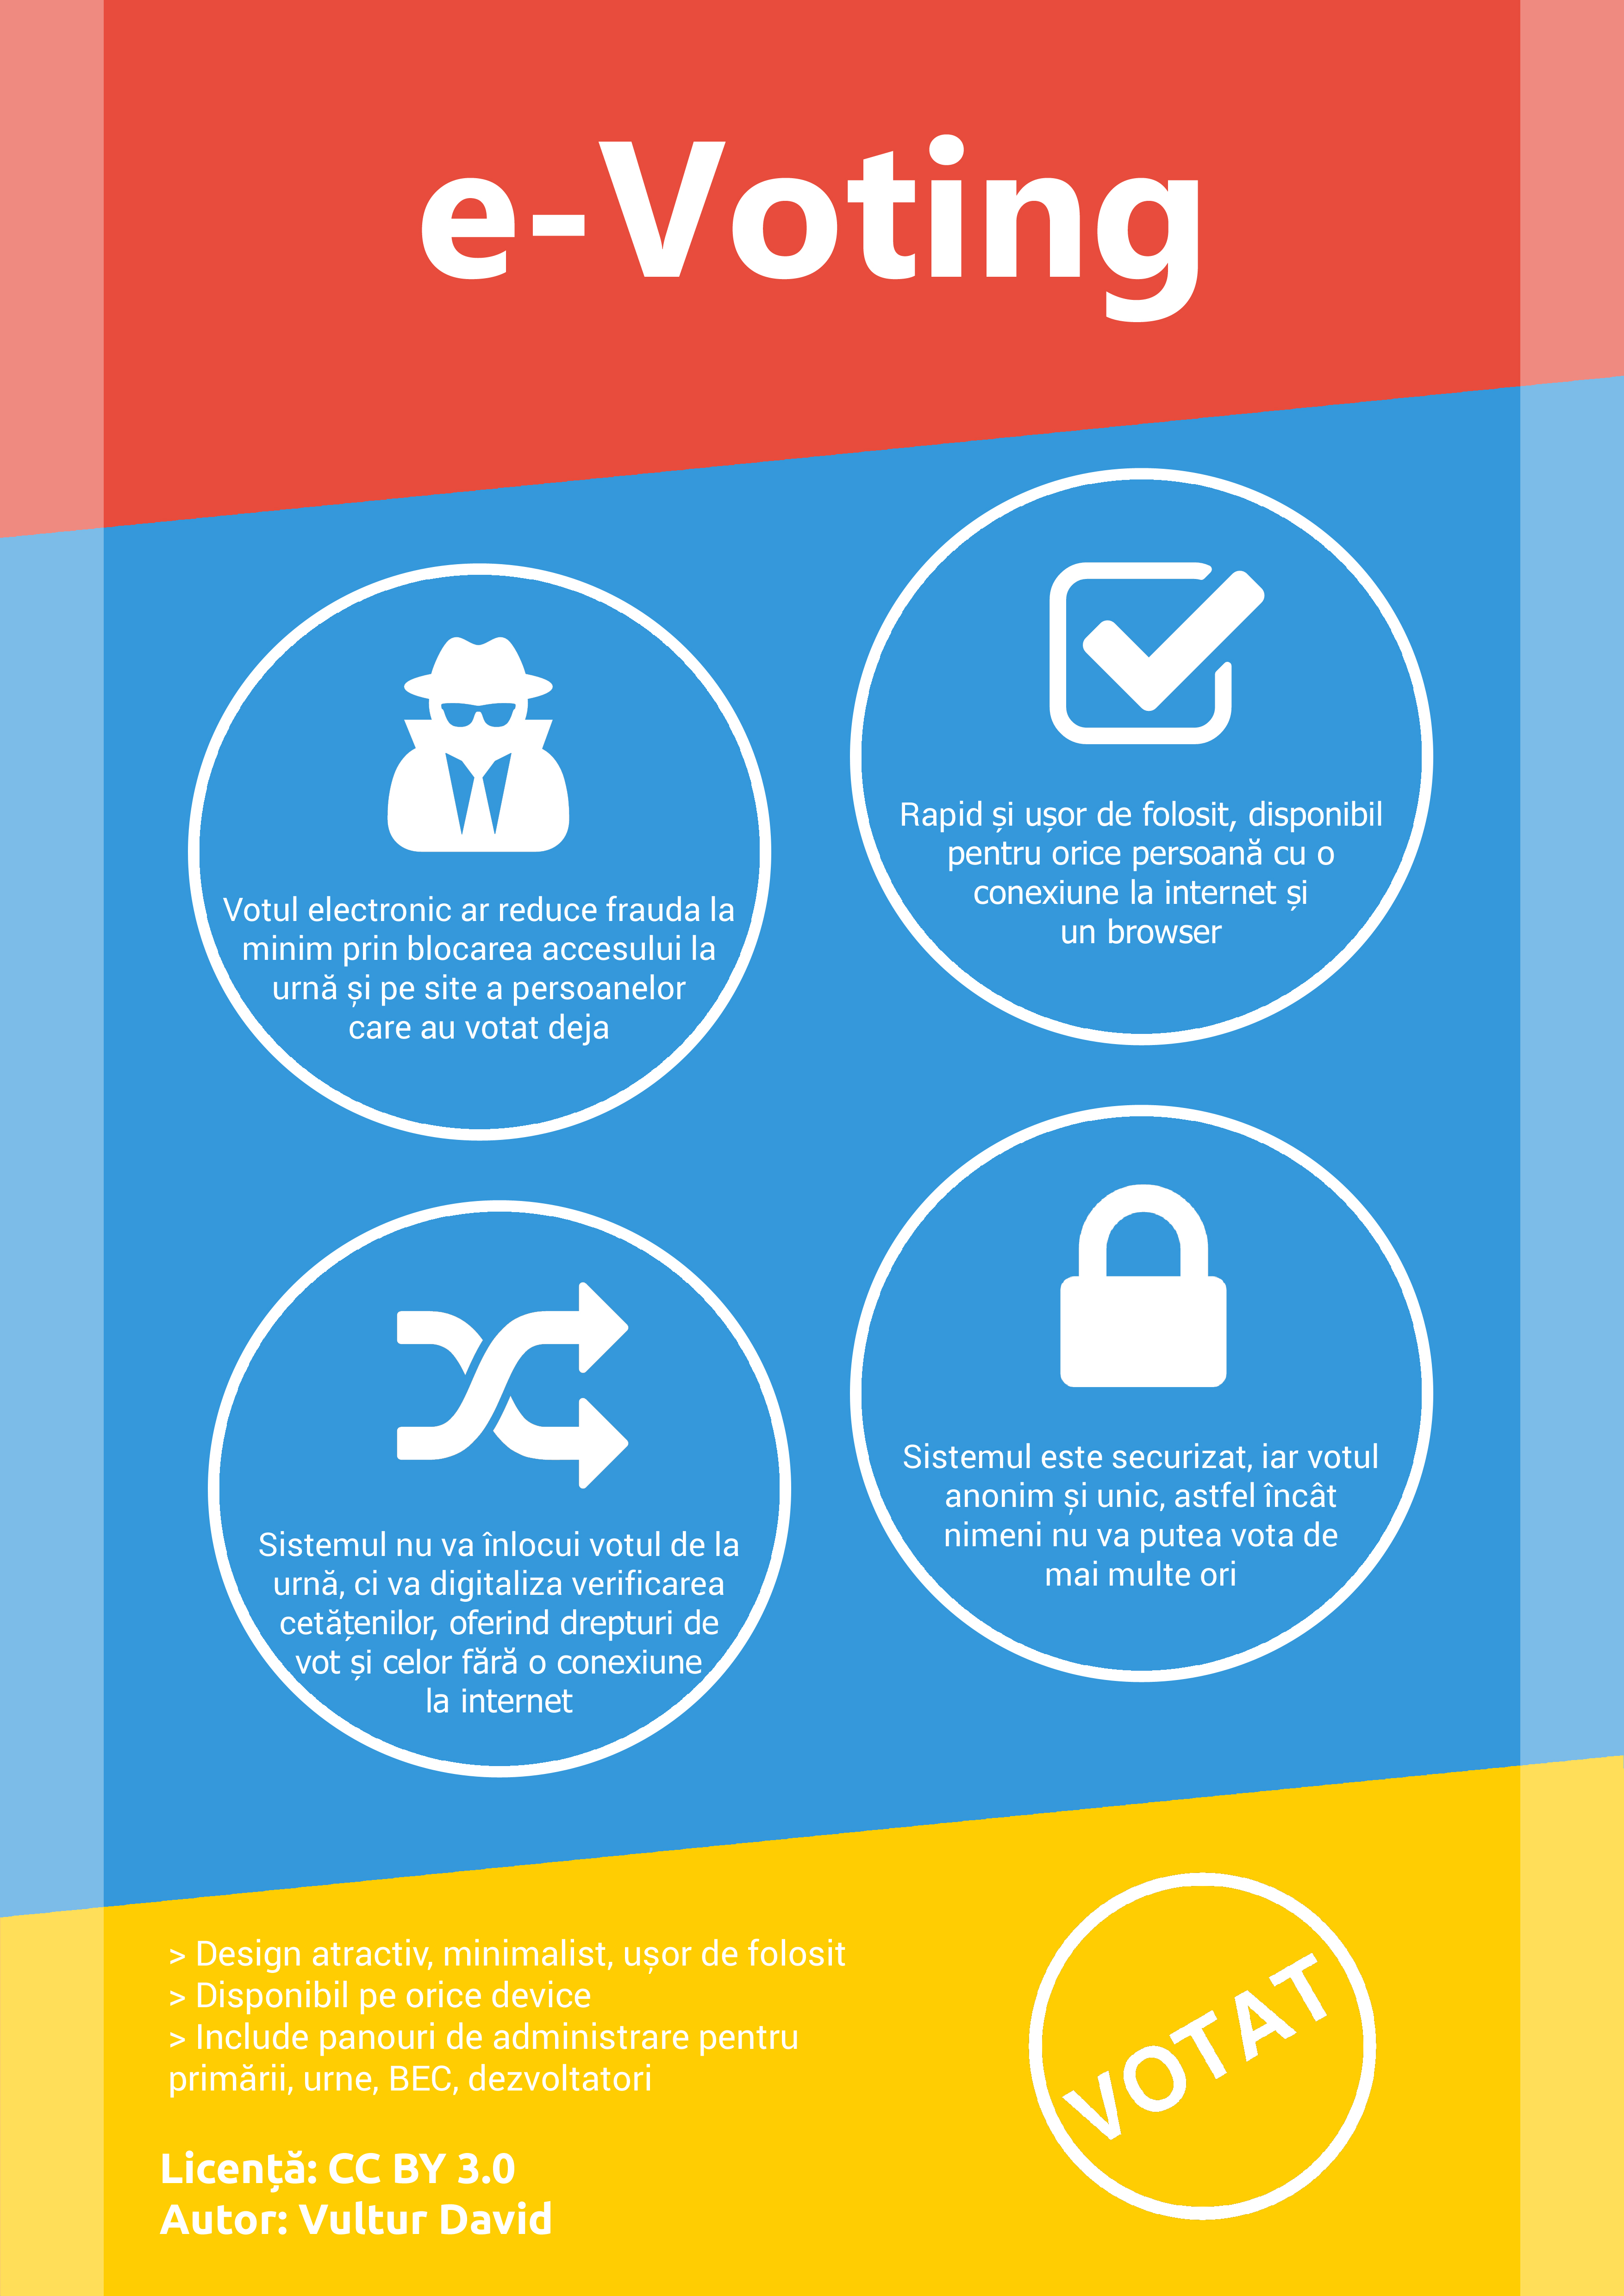 e-Voting
Votul electronic ar reduce frauda la
minim prin blocarea accesului la
urnă și pe site a persoanelor
care au votat deja
Rapid și ușor de folosit, disponibil
pentru orice persoană cu o
conexiune la internet și
un browser
Sistemul nu va înlocui votul de la
urnă, ci va digitaliza verificarea
cetățenilor, oferind drepturi de
vot și celor fără o conexiune
la internet
Sistemul este securizat, iar votul
anonim și unic, astfel încât
nimeni nu va putea vota de
mai multe ori
> Design atractiv, minimalist, ușor de folosit
> Disponibil pe orice device
> Include panouri de administrare pentru
primării, urne, BEC, dezvoltatori
VOTAT
Licență: CC BY 3.0
Autor: Vultur David